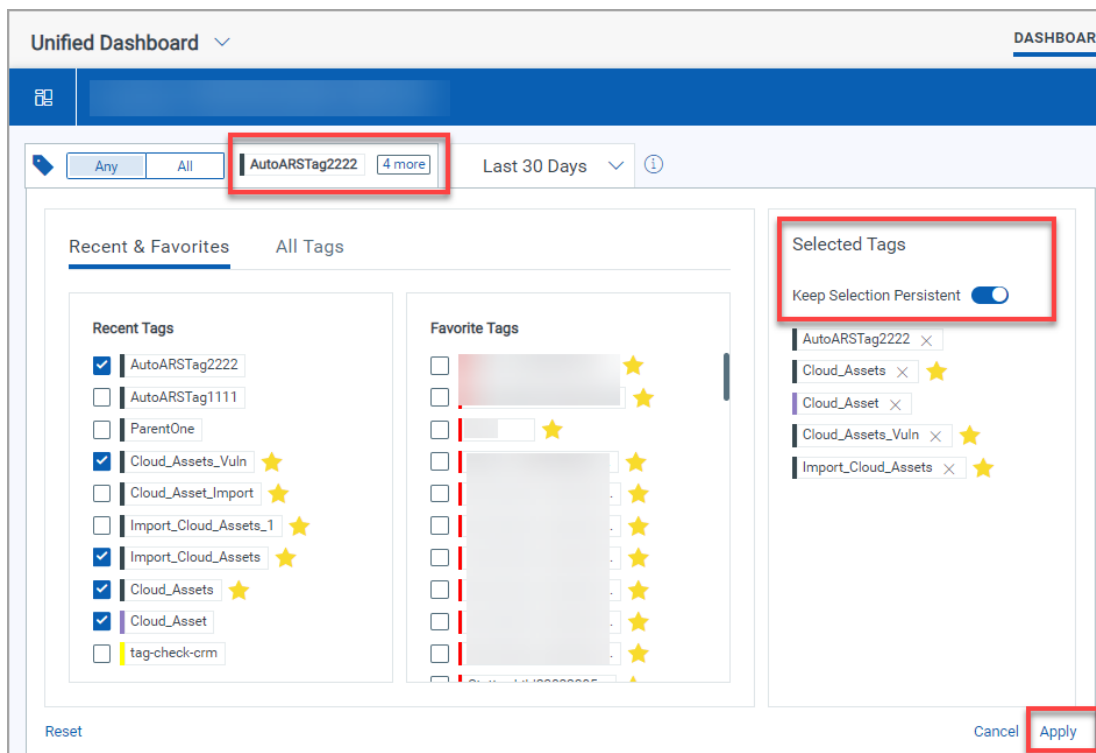 Unified Dashboard
DASHBOAR
Any
All
AutoARSTag2222
4 more
Last 30 Days
Recent & Favorites
All Tags
Recent Tags
AutoARSTag2222
AutoARSTag1111
ParentOne
Cloud_Assets_Vuln
Cloud_Asset_Import
Import_Cloud_Assets_1
Import_Cloud_Assets
Cloud_Assets
Cloud_Asset
tag-check-crm
Favorite Tags
Selected Tags
Keep Selection Persistent
AutoARSTag2222
Cloud_Assets
Cloud_Asset
Cloud_Assets_Vuln
Import_Cloud_Assets
Reset
Cancel
Apply